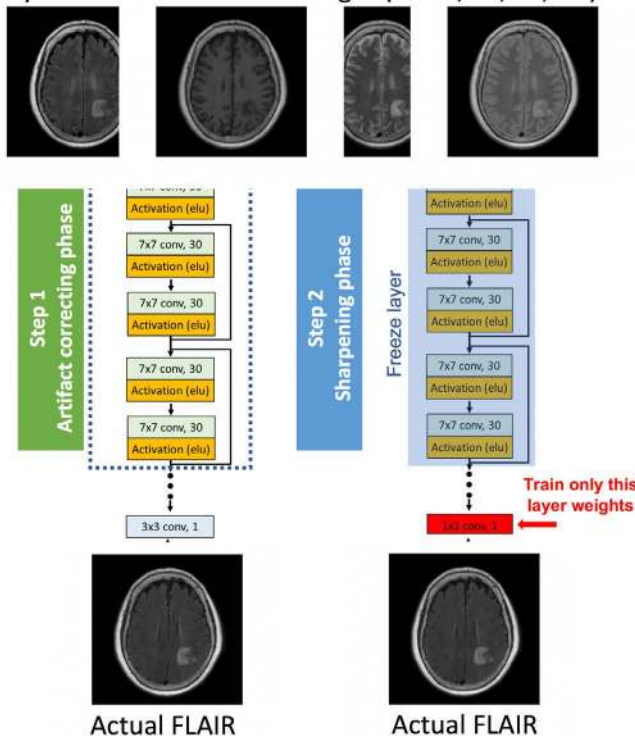 Activation (elu)
7x7 conv, 30
Activation (elu)
7x7 conv, 30
Activation (elu)
7x7 conv, 30
Activation (elu)
7x7 conv, 30
Activation (elu)
3x3 conv, 1
Step 1
Artifact correcting phase
Step 2
Sharpening phase
Freeze layer
Activation (elu)
7x7 conv, 30
Activation (elu)
7x7 conv, 30
Activation (elu)
7x7 conv, 30
Activation (elu)
7x7 conv, 30
Activation (elu)
Train only this
layer weights
1x1 conv, 1
Actual FLAIR
Actual FLAIR